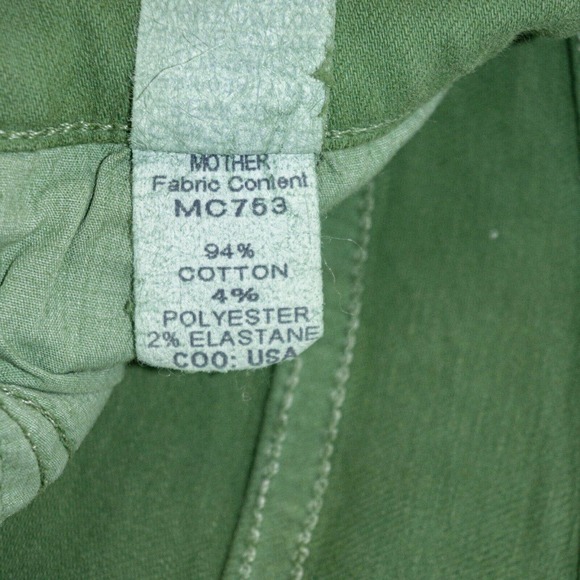 MOTHER
Fabric Content
MC753
94%
COTTON
4%
POLYESTER
2% ELASTANE
COO: USA